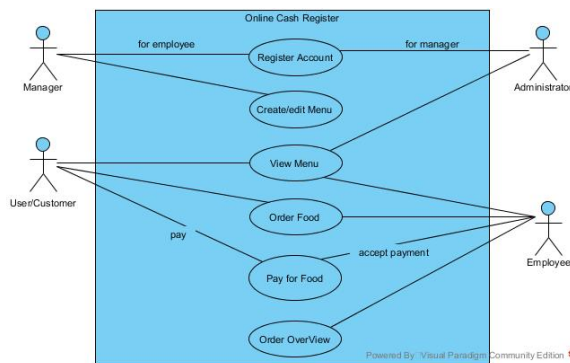 Online Cash Register
for employee
for manager
Register Account
Manager
Administrator
Create/edit Menu
View Menu
User/Customer
Order Food
pay
accept payment
Employee
Pay for Food
Order OverView
Powered By Visual Paradigm Community Edition